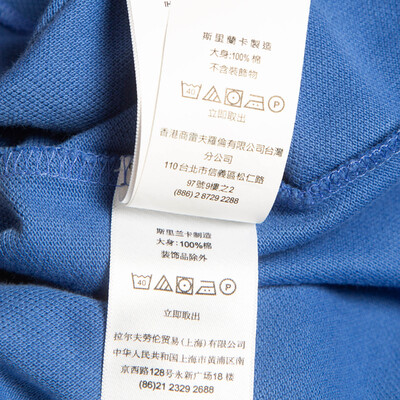 斯里蘭卡製造
大身:100% 棉
不含裝飾物
40
P
立即取出
香港商雷夫羅倫有限公司台灣
分公司
110台北市信義區松仁路
97號9樓之2
(886) 2 8729 2288
斯里兰卡制造
大身: 100%棉
装饰品除外
40
P
立即取出
拉尔夫劳伦贸易(上海)有限公司
中华人民共和国上海市黄浦区南
京西路128号永新广场18楼
(86)21 2329 2688